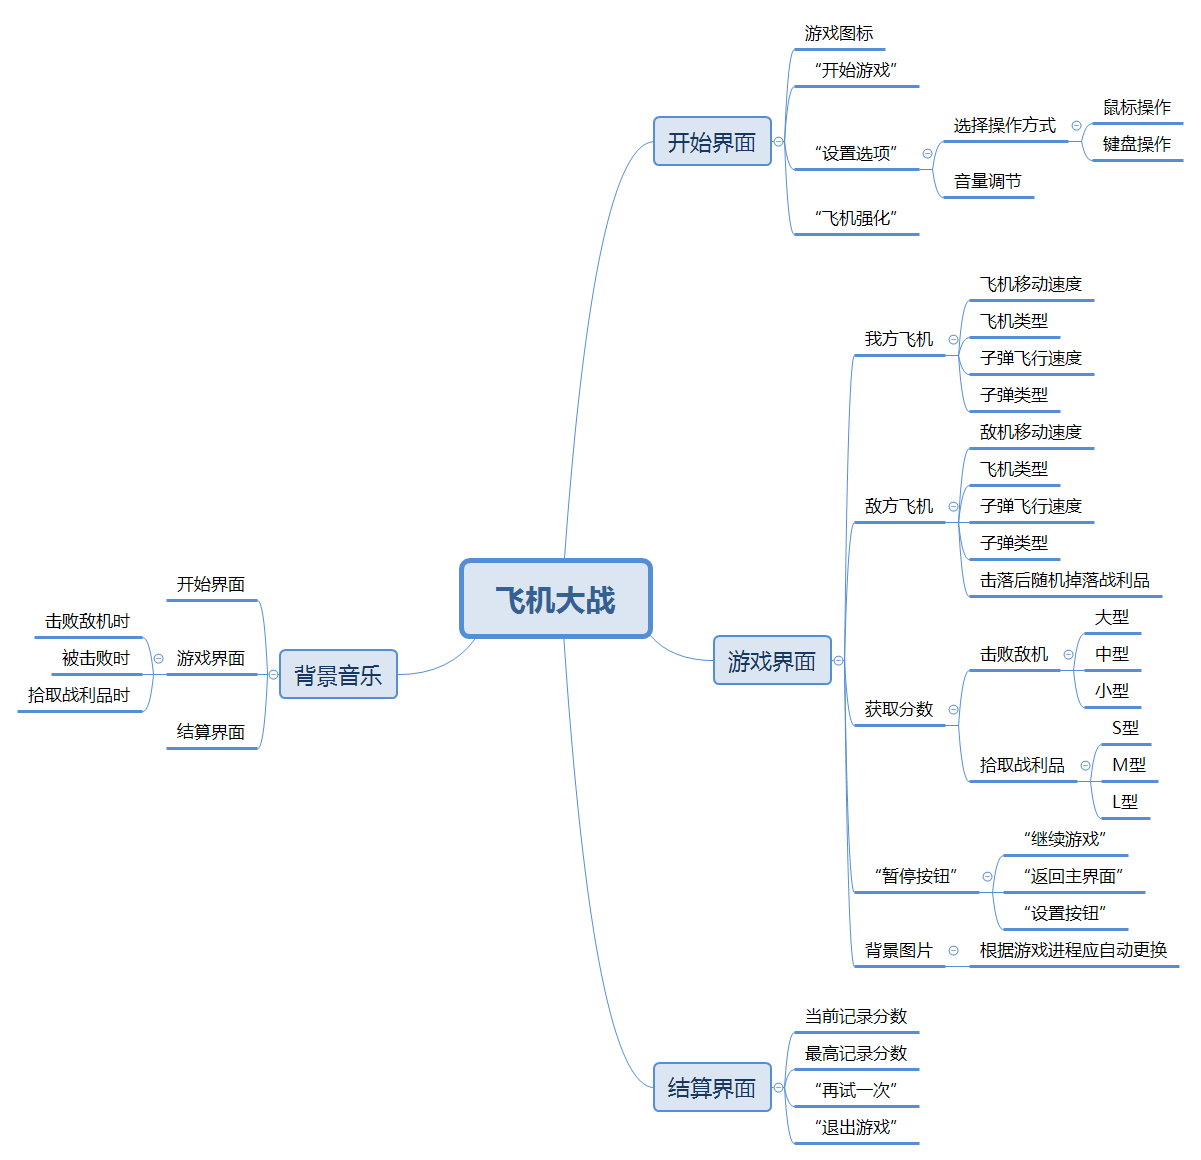 飞机大战
开始界面
游戏图标
“开始游戏”
“设置选项”
选择操作方式
鼠标操作
键盘操作
音量调节
“飞机强化”
游戏界面
我方飞机
飞机移动速度
飞机类型
子弹飞行速度
子弹类型
敌方飞机
敌机移动速度
飞机类型
子弹飞行速度
子弹类型
击落后随机掉落战利品
获取分数
击败敌机
大型
中型
小型
拾取战利品
S型
M型
L型
“暂停按钮”
“继续游戏”
“返回主界面”
“设置按钮”
背景图片
根据游戏进程应自动更换
结算界面
当前记录分数
最高记录分数
“再试一次”
“退出游戏”
背景音乐
开始界面
游戏界面
击败敌机时
被击败时
拾取战利品时
结算界面